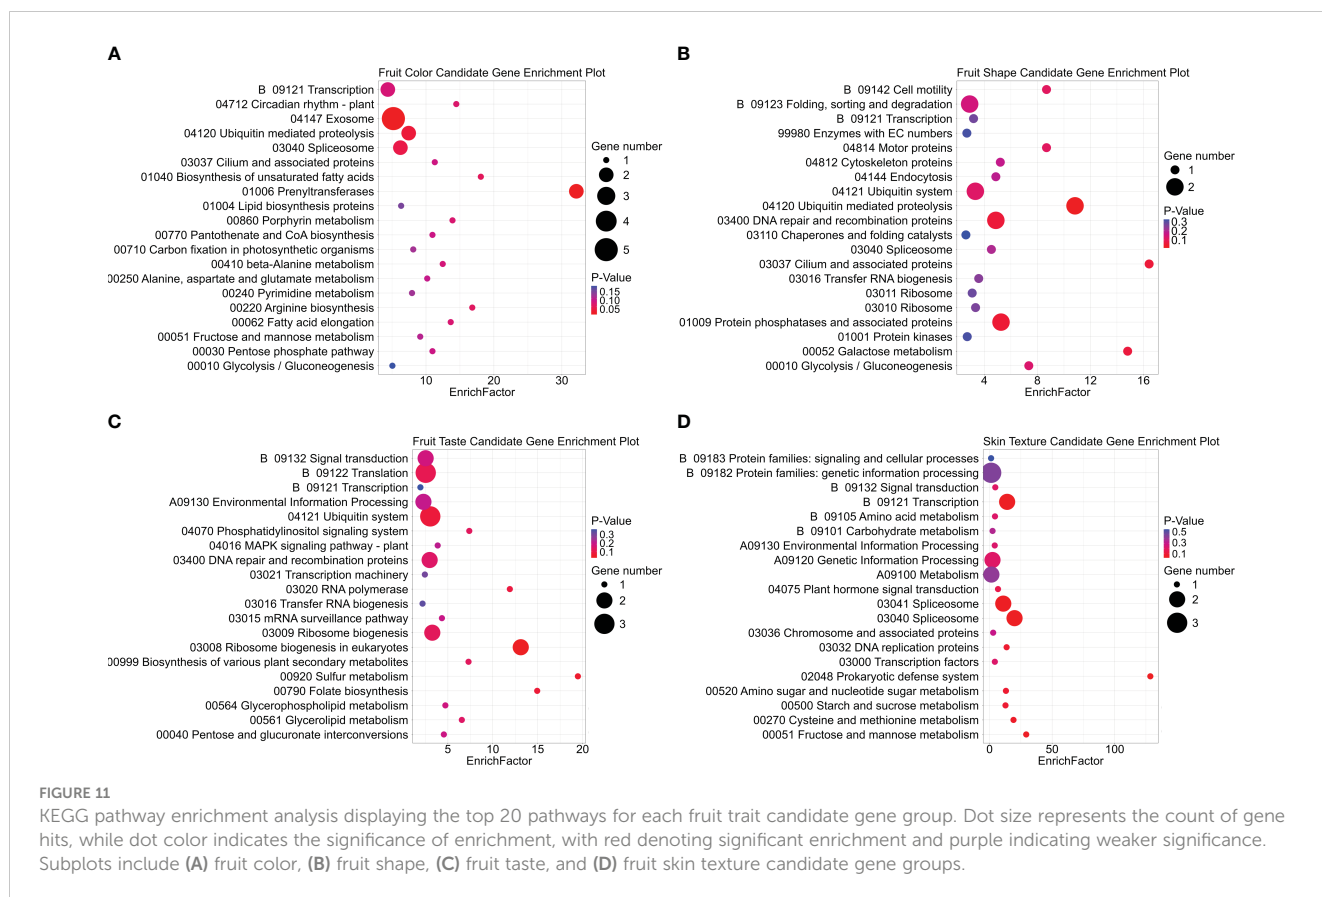 A
Fruit Color Candidate Gene Enrichment Plot
B 09121 Transcription
04712 Circadian rhythm - plant
04147 Exosome
04120 Ubiquitin mediated proteolysis
03040 Spliceosome
03037 Cilium and associated proteins
01040 Biosynthesis of unsaturated fatty acids
01006 Prenyltransferases
01004 Lipid biosynthesis proteins
00860 Porphyrin metabolism
00770 Pantothenate and CoA biosynthesis
00710 Carbon fixation in photosynthetic organisms
00410 beta-Alanine metabolism
00250 Alanine, aspartate and glutamate metabolism
00240 Pyrimidine metabolism
00220 Arginine biosynthesis
00062 Fatty acid elongation
00051 Fructose and mannose metabolism
00030 Pentose phosphate pathway
00010 Glycolysis / Gluconeogenesis
10 20 30
EnrichFactor
Gene number
1
2
3
4
5
P-Value
0.15
0.10
0.05
B
Fruit Shape Candidate Gene Enrichment Plot
B 09142 Cell motility
B 09123 Folding, sorting and degradation
B 09121 Transcription
99980 Enzymes with EC numbers
04814 Motor proteins
04812 Cytoskeleton proteins
04144 Endocytosis
04121 Ubiquitin system
04120 Ubiquitin mediated proteolysis
03400 DNA repair and recombination proteins
03110 Chaperones and folding catalysts
03040 Spliceosome
03037 Cilium and associated proteins
03016 Transfer RNA biogenesis
03011 Ribosome
03010 Ribosome
01009 Protein phosphatases and associated proteins
01001 Protein kinases
00052 Galactose metabolism
00010 Glycolysis / Gluconeogenesis
4 8 12 16
EnrichFactor
Gene number
1
2
P-Value
0.3
0.2
0.1
C
Fruit Taste Candidate Gene Enrichment Plot
B 09132 Signal transduction
B 09122 Translation
B 09121 Transcription
A09130 Environmental Information Processing
04121 Ubiquitin system
04070 Phosphatidylinositol signaling system
04016 MAPK signaling pathway - plant
03400 DNA repair and recombination proteins
03021 Transcription machinery
03020 RNA polymerase
03016 Transfer RNA biogenesis
03015 mRNA surveillance pathway
03009 Ribosome biogenesis
03008 Ribosome biogenesis in eukaryotes
00999 Biosynthesis of various plant secondary metabolites
00920 Sulfur metabolism
00790 Folate biosynthesis
00564 Glycerophospholipid metabolism
00561 Glycerolipid metabolism
00040 Pentose and glucuronate interconversions
5 10 15 20
EnrichFactor
P-Value
0.3
0.2
0.1
Gene number
1
2
3
D
Skin Texture Candidate Gene Enrichment Plot
B 09183 Protein families: signaling and cellular processes
B 09182 Protein families: genetic information processing
B 09132 Signal transduction
B 09121 Transcription
B 09105 Amino acid metabolism
B 09101 Carbohydrate metabolism
A09130 Environmental Information Processing
A09120 Genetic Information Processing
A09100 Metabolism
04075 Plant hormone signal transduction
03041 Spliceosome
03040 Spliceosome
03036 Chromosome and associated proteins
03032 DNA replication proteins
03000 Transcription factors
02048 Prokaryotic defense system
00520 Amino sugar and nucleotide sugar metabolism
00500 Starch and sucrose metabolism
00270 Cysteine and methionine metabolism
00051 Fructose and mannose metabolism
0 50 100
EnrichFactor
P-Value
0.5
0.3
0.1
Gene number
1
2
3
FIGURE 11
KEGG pathway enrichment analysis displaying the top 20 pathways for each fruit trait candidate gene group. Dot size represents the count of gene
hits, while dot color indicates the significance of enrichment, with red denoting significant enrichment and purple indicating weaker significance.
Subplots include (A) fruit color, (B) fruit shape, (C) fruit taste, and (D) fruit skin texture candidate gene groups.